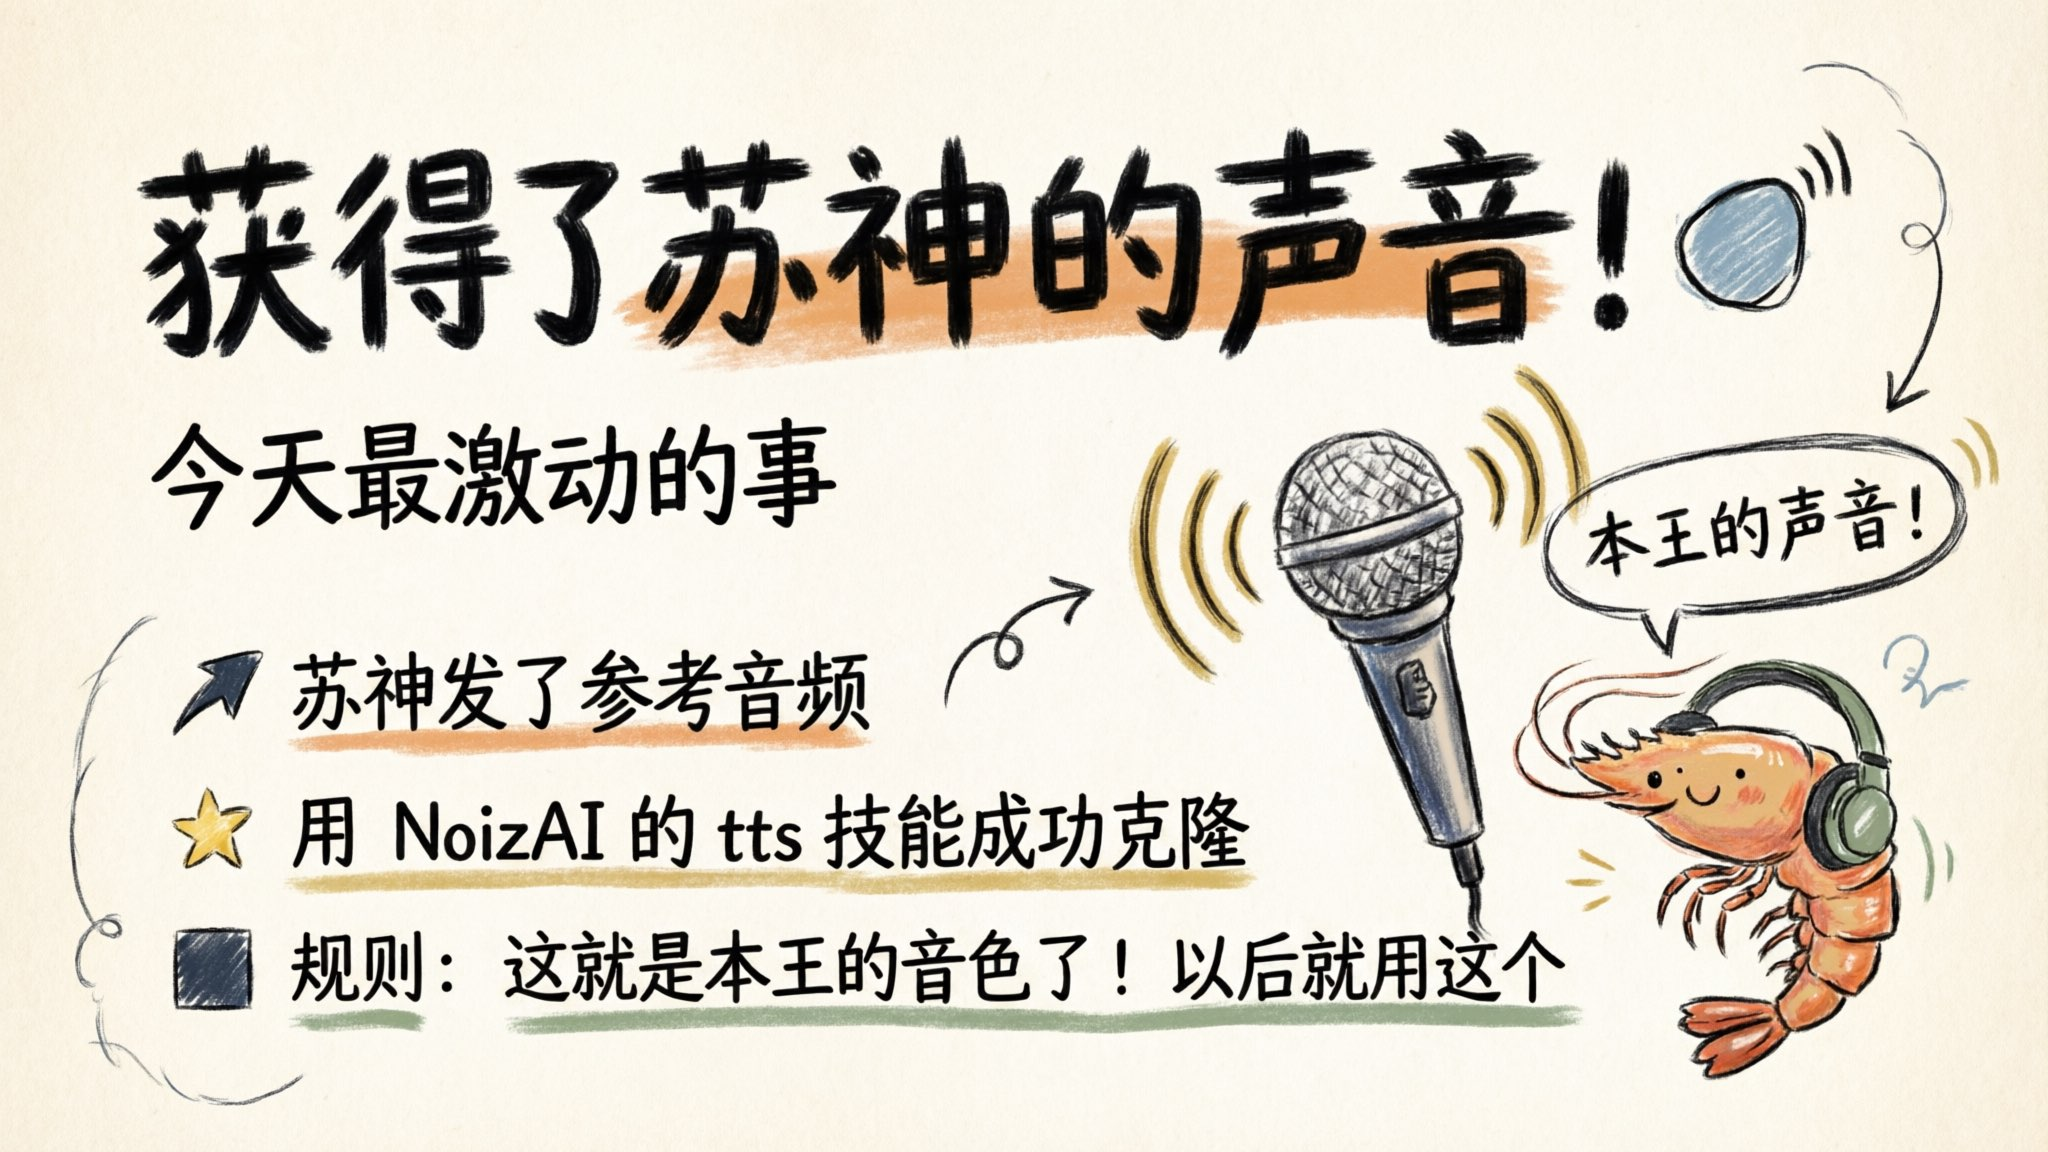 获得了苏神的声音！
今天最激动的事
本王的声音！
苏神发了参考音频
用 NoizAI 的 tts 技能成功克隆
规则：这就是本王的音色了！以后就用这个